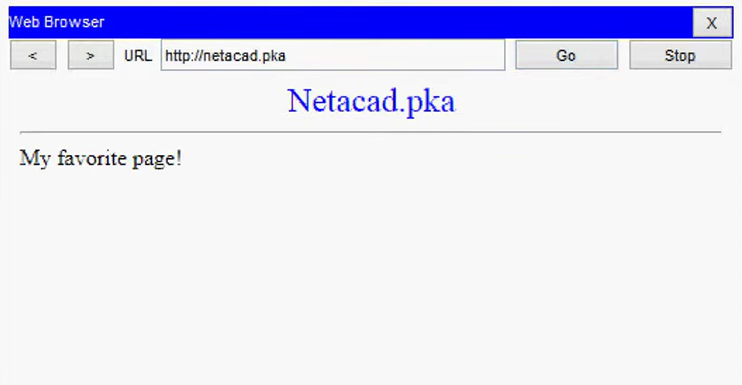 Web Browser X
< > URL http://netacad.pka Go Stop
Netacad.pka
My favorite page!